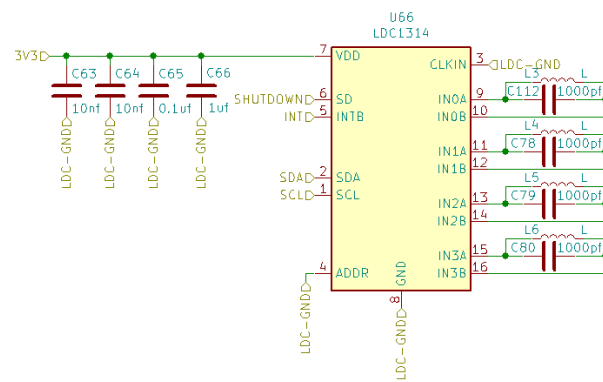 U66
LDC1314
3V3
C63
C64
C65
C66
10nf
10nf
0.1uf
1uf
LDC-GND
LDC-GND
LDC-GND
LDC-GND
7
VDD
SHUTDOWN
6
SD
INT
5
INTB
SDA
2
SDA
SCL
1
SCL
4
ADDR
LDC-GND
GND
8
LDC-GND
CLKIN
3
LDC-GND
L3
L
IN0A
9
C112
1000pf
IN0B
10
L4
L
IN1A
11
C78
1000pf
IN1B
12
L5
L
IN2A
13
C79
1000pf
IN2B
14
L6
L
IN3A
15
C80
1000pf
IN3B
16